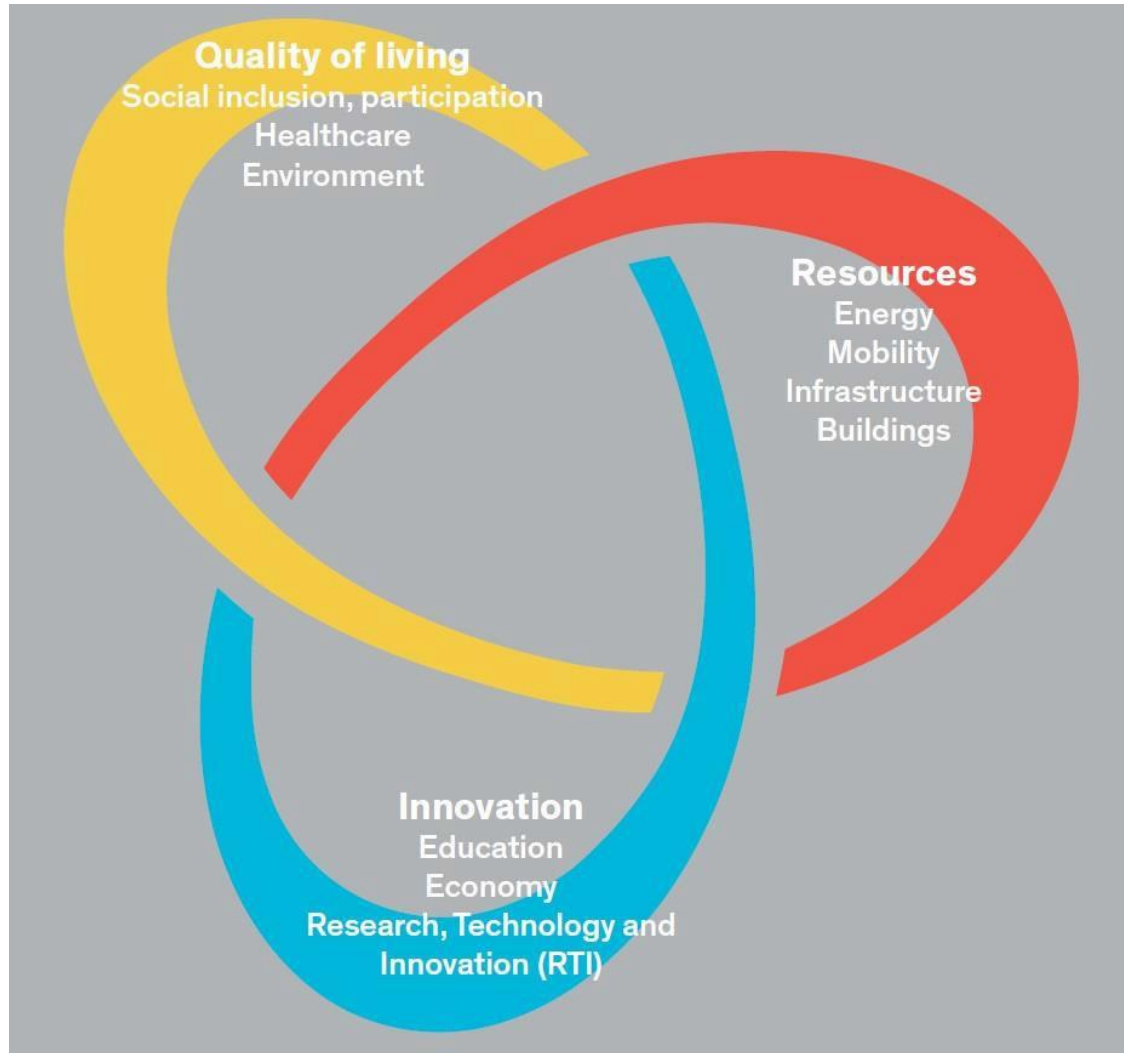 Quality of living
Social inclusion, participation
Healthcare
Environment
Resources
Energy
Mobility
Infrastructure
Buildings
Innovation
Education
Economy
Research, Technology and
Innovation (RTI)